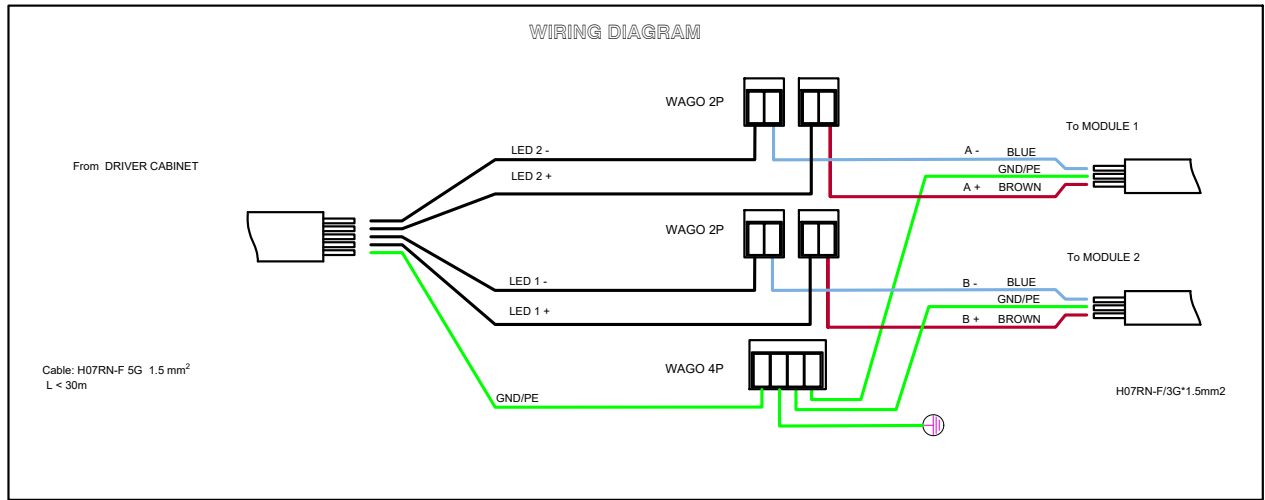 WIRING DIAGRAM
WAGO 2P
To MODULE 1
From DRIVER CABINET
LED 2 -
A - BLUE
GND/PE
LED 2 +
A + BROWN
WAGO 2P
To MODULE 2
LED 1 -
B - BLUE
GND/PE
LED 1 +
B + BROWN
WAGO 4P
Cable: H07RN-F 5G 1.5 mm²
L < 30m
GND/PE
H07RN-F/3G*1.5mm2